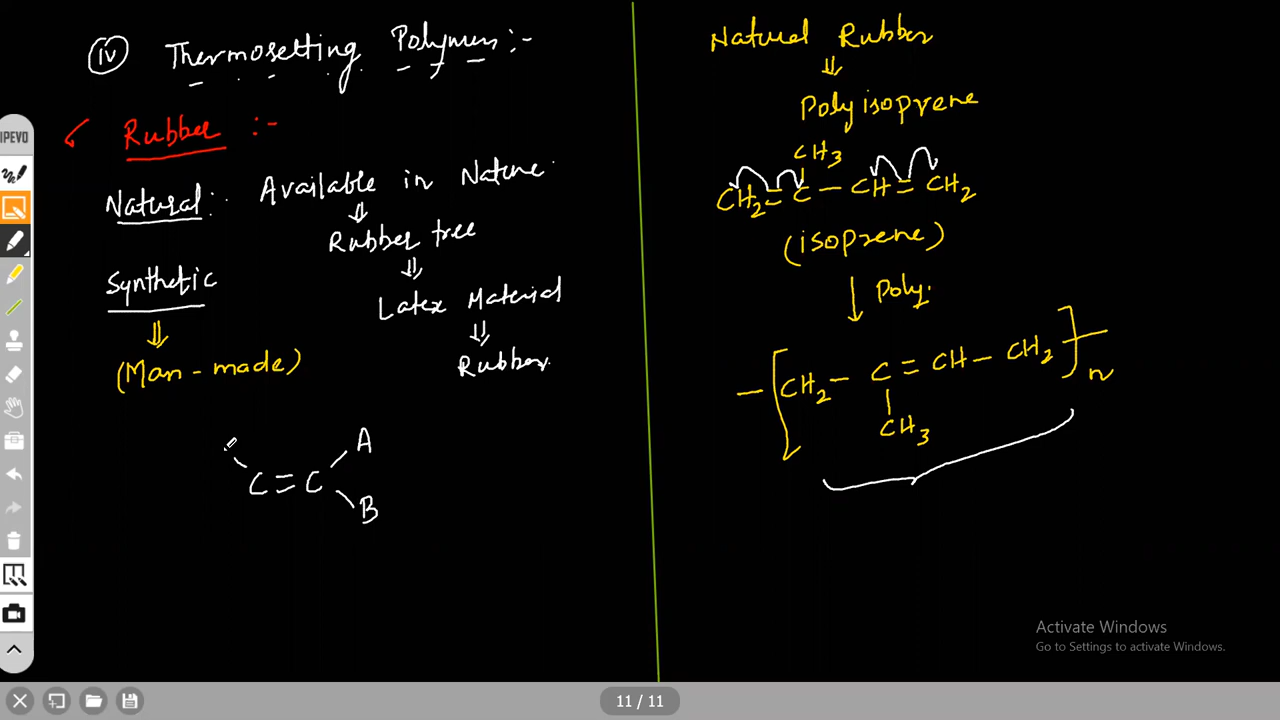 (iv) Thermosetting Polymers :-
Rubber :-
Natural :- Available in Nature
⇓
Rubber tree
⇓
Latex Material
⇓
Rubber
Synthetic
⇓
(Man-made)
A
C = C
B
Natural Rubber
⇓
Polyisoprene
CH3
CH2 = C - CH = CH2
(isoprene)
↓ Poly.
-[CH2 - C = CH - CH2]-n
CH3
IPEVO
Activate Windows
Go to Settings to activate Windows.
11 / 11